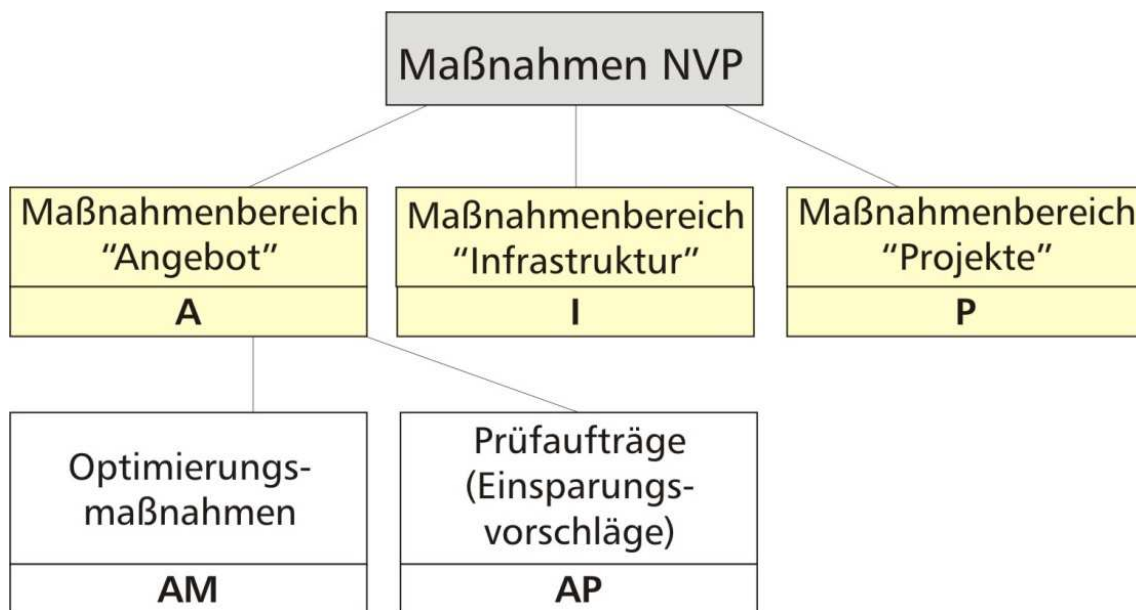 Maßnahmen NVP
Maßnahmenbereich
“Angebot”
A
Maßnahmenbereich
“Infrastruktur”
I
Maßnahmenbereich
“Projekte”
P
Optimierungs-
maßnahmen
AM
Prüfaufträge
(Einsparungs-
vorschläge)
AP